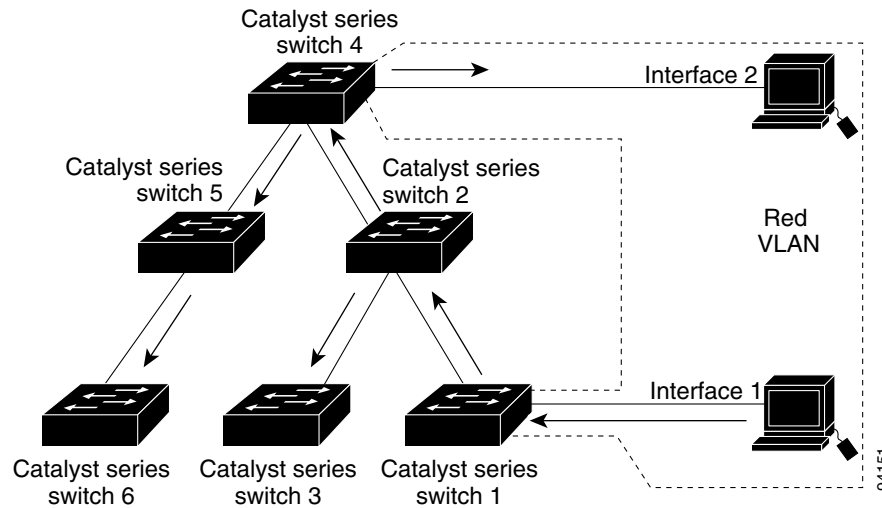 Catalyst series
switch 4
Interface 2
Catalyst series
switch 5
Catalyst series
switch 2
Red
VLAN
Interface 1
Catalyst series
switch 6
Catalyst series
switch 3
Catalyst series
switch 1
94151